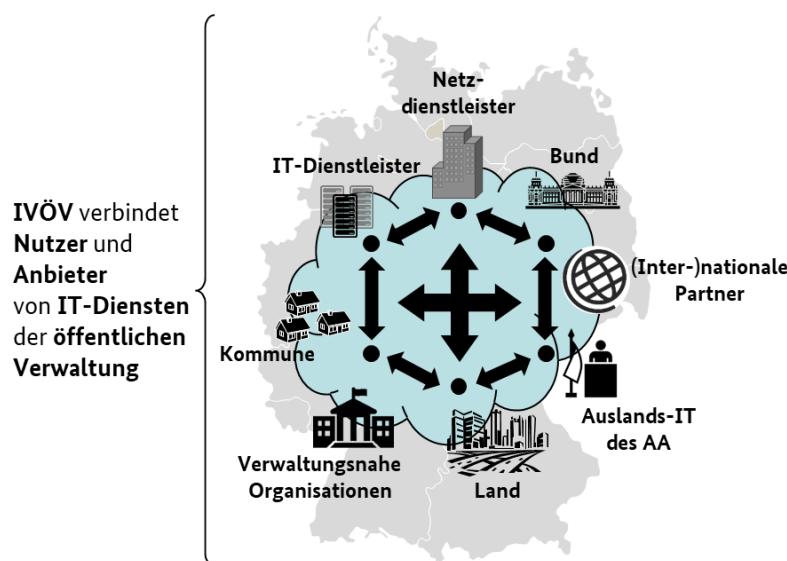 IVÖV verbindet
Nutzer und
Anbieter
von IT-Diensten
der öffentlichen
Verwaltung
Netz-
dienstleister
IT-Dienstleister
Bund
(Inter-)nationale
Partner
Kommune
Auslands-IT
des AA
Verwaltungsnahe
Organisationen
Land